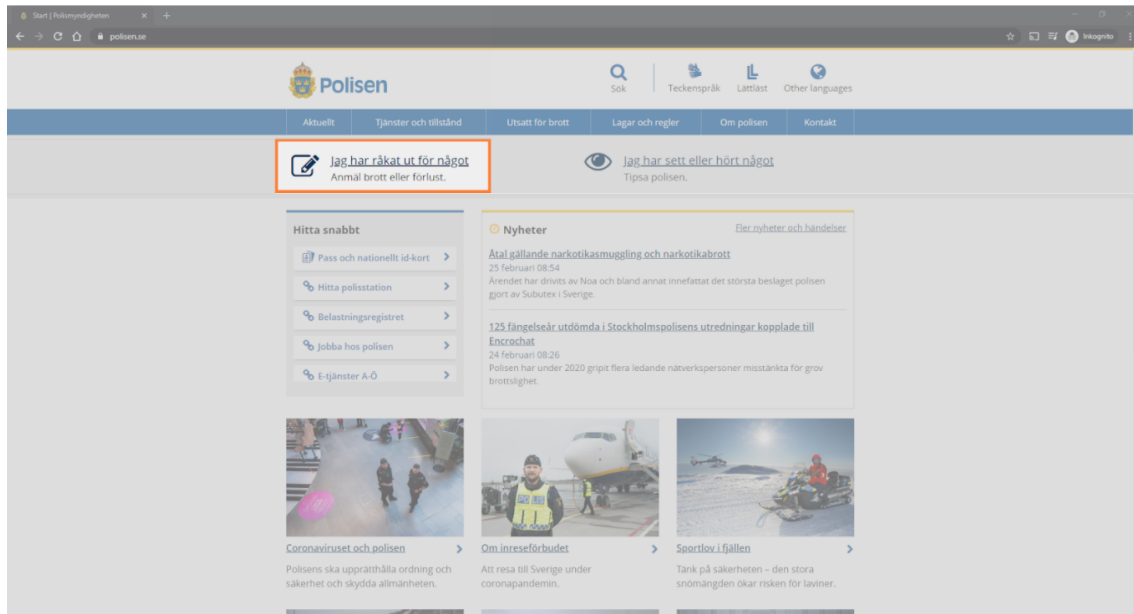 Start | Polismyndigheten
polisen.se
Inkognito
Polisen
Sök
Teckenspråk
Lättläst
Other languages
Aktuellt
Tjänster och tillstånd
Utsatt för brott
Lagar och regler
Om polisen
Kontakt
Jag har råkat ut för något
Anmäl brott eller förlust.
Jag har sett eller hört något
Tipsa polisen.
Hitta snabbt
Pass och nationellt id-kort
Hitta polisstation
Belastningsregistret
Jobba hos polisen
E-tjänster A-Ö
Nyheter
Fler nyheter och händelser
Åtal gällande narkotikasmuggling och narkotikabrott
25 februari 08:54
Ärendet har drivits av Noa och bland annat innefattat det största beslaget polisen
gjort av Subutex i Sverige.
125 fängelseår utdömda i Stockholmspolisens utredningar kopplade till
Encrochat
24 februari 08:26
Polisen har under 2020 gripit flera ledande nätverkspersoner misstänkta för grov
brottslighet.
POLIS
Coronaviruset och polisen
Polisens ska upprätthålla ordning och
säkerhet och skydda allmänheten.
Om inreseförbudet
Att resa till Sverige under
coronapandemin.
Sportlov i fjällen
Tänk på säkerheten – den stora
snömängden ökar risken för laviner.